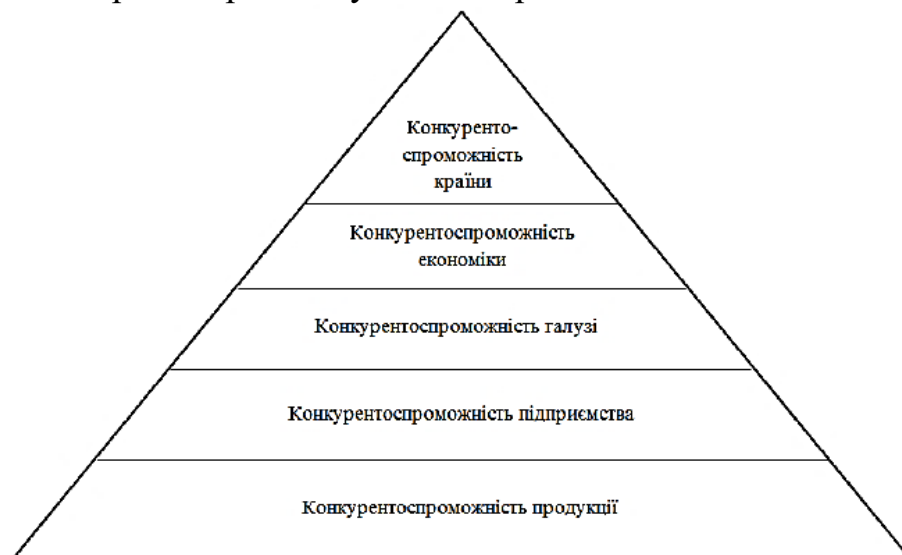 Конкуренто-
спроможність
країни
Конкурентоспроможність
економіки
Конкурентоспроможність галузі
Конкурентоспроможність підприємства
Конкурентоспроможність продукції